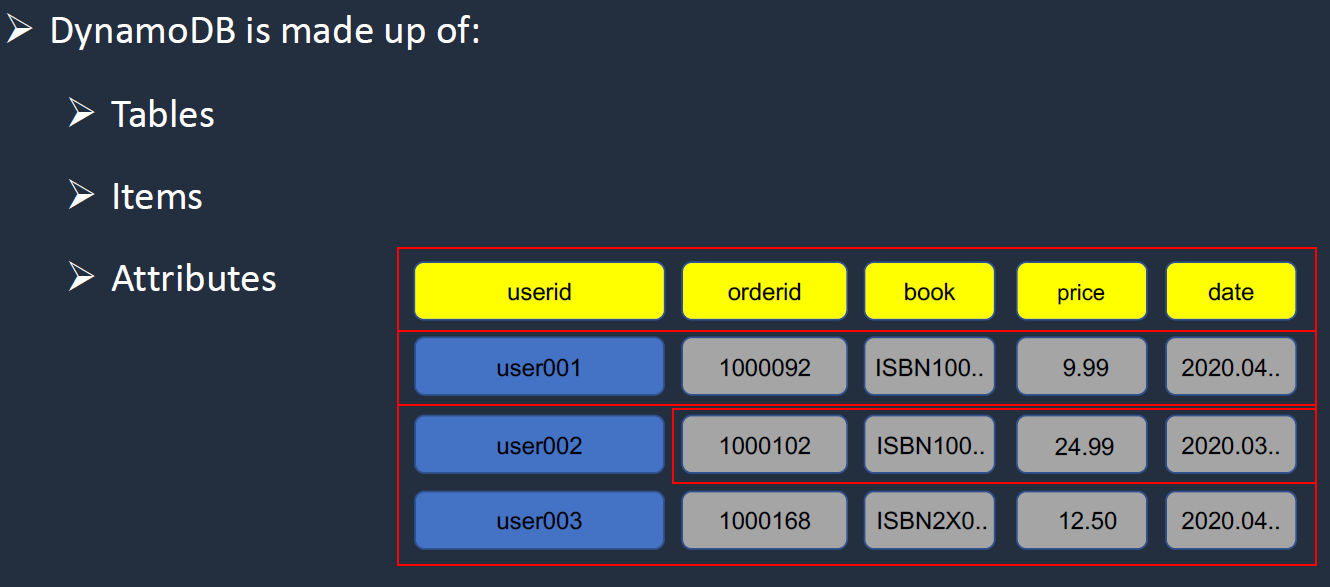 DynamoDB is made up of:
Tables
Items
Attributes
userid orderid book price date
user001 1000092 ISBN100.. 9.99 2020.04..
user002 1000102 ISBN100.. 24.99 2020.03..
user003 1000168 ISBN2X0.. 12.50 2020.04..